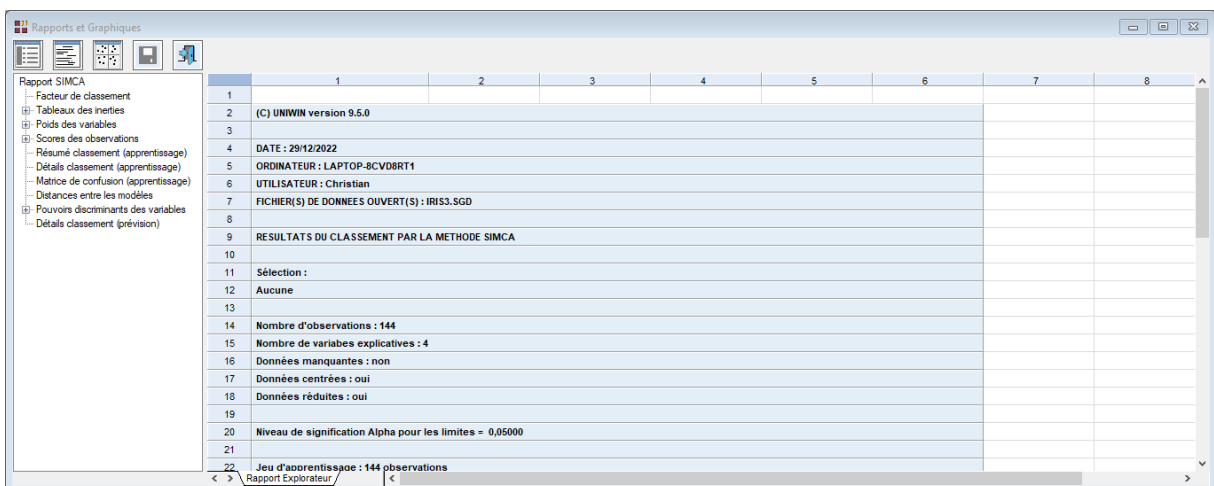 Rapports et Graphiques
Rapport SIMCA
Facteur de classement
Tableaux des inerties
Poids des variables
Scores des observations
Résumé classement (apprentissage)
Détails classement (apprentissage)
Matrice de confusion (apprentissage)
Distances entre les modèles
Pouvoirs discriminants des variables
Détails classement (prévision)
1 2 3 4 5 6 7 8
1
2 (C) UNIWIN version 9.5.0
3
4 DATE : 29/12/2022
5 ORDINATEUR : LAPTOP-8CVD8RT1
6 UTILISATEUR : Christian
7 FICHIER(S) DE DONNEES OUVERT(S) : IRIS3.SGD
8
9 RESULTATS DU CLASSEMENT PAR LA METHODE SIMCA
10
11 Sélection :
12 Aucune
13
14 Nombre d'observations : 144
15 Nombre de variabes explicatives : 4
16 Données manquantes : non
17 Données centrées : oui
18 Données réduites : oui
19
20 Niveau de signification Alpha pour les limites = 0,05000
21
22 Jeu d'apprentissage : 144 observations
Rapport Explorateur